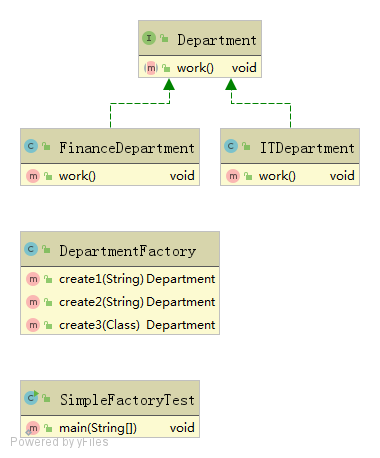 I Department
m work() void
C FinanceDepartment
m work() void
C ITDepartment
m work() void
C DepartmentFactory
m create1(String) Department
m create2(String) Department
m create3(Class) Department
C SimpleFactoryTest
m main(String[]) void
Powered by yFiles